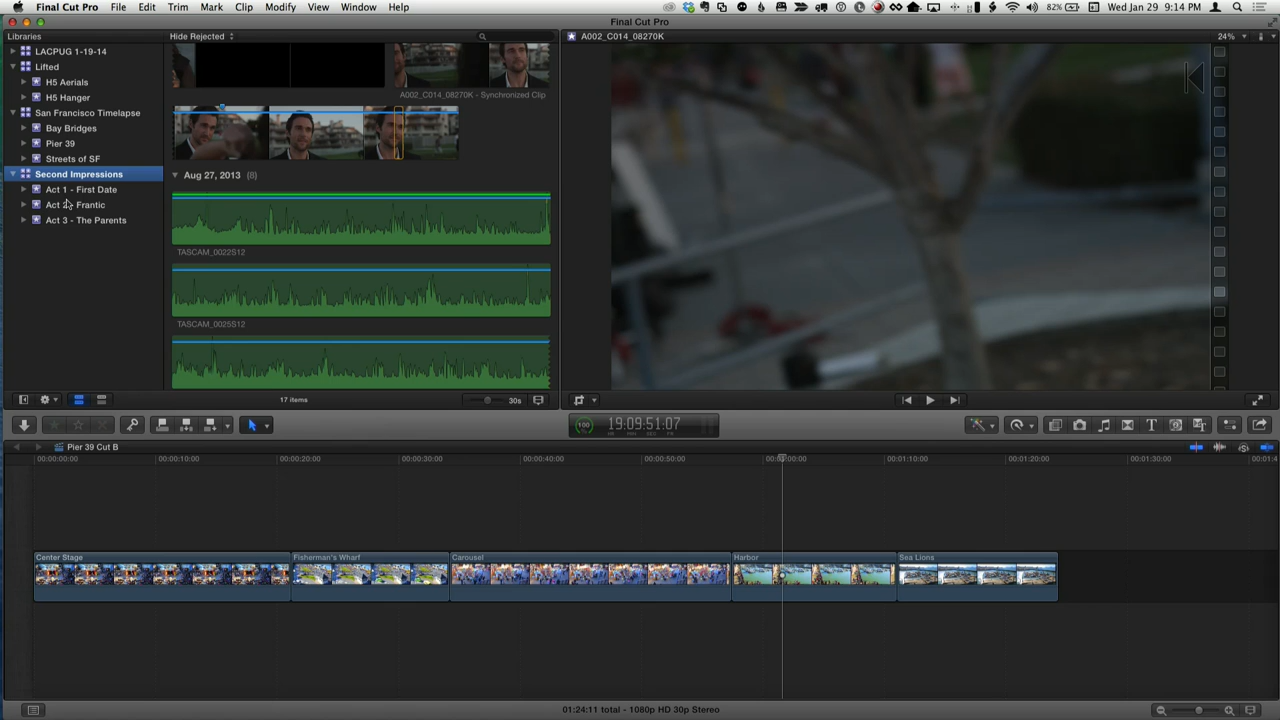 Final Cut Pro File Edit Trim Mark Clip Modify View Window Help 82% Wed Jan 29 9:14 PM
Final Cut Pro
Libraries Hide Rejected A002_C014_08270K 24%
LACPUG 1-19-14
Lifted
H5 Aerials
H5 Hanger
San Francisco Timelapse
Bay Bridges
Pier 39
Streets of SF
Second Impressions
Act 1 - First Date
Act 2 - Frantic
Act 3 - The Parents
A002_C014_08270K - Synchronized Clip
Aug 27, 2013 (8)
TASCAM_0022S12
TASCAM_0025S12
17 items 30s
100 19:09:51:07
HR MIN SEC FR
Pier 39 Cut B
00:00:00:00 00:00:10:00 00:00:20:00 00:00:30:00 00:00:40:00 00:00:50:00 00:01:00:00 00:01:10:00 00:01:20:00 00:01:30:00 00:01:4
Center Stage Fisherman's Wharf Carousel Harbor Sea Lions
01:24:11 total - 1080p HD 30p Stereo